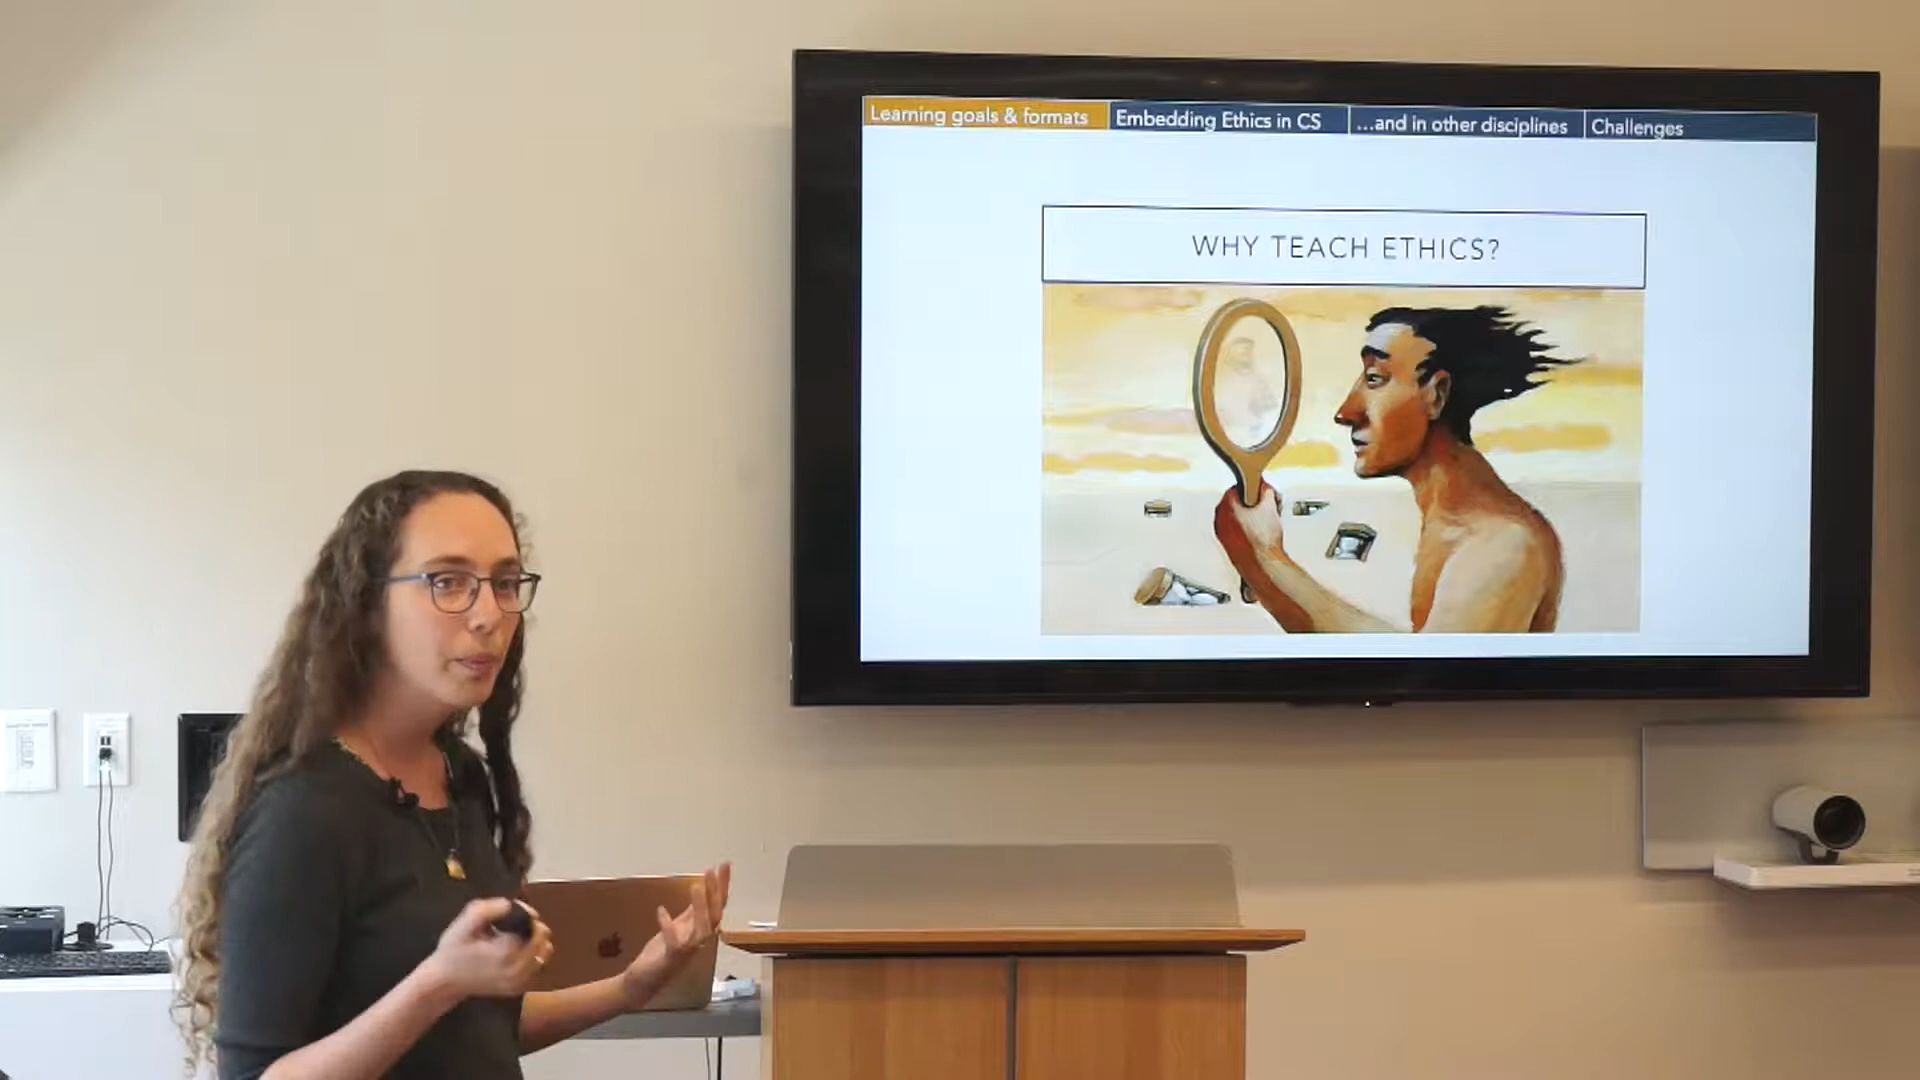 Learning goals & formats
Embedding Ethics in CS
...and in other disciplines
Challenges
WHY TEACH ETHICS?